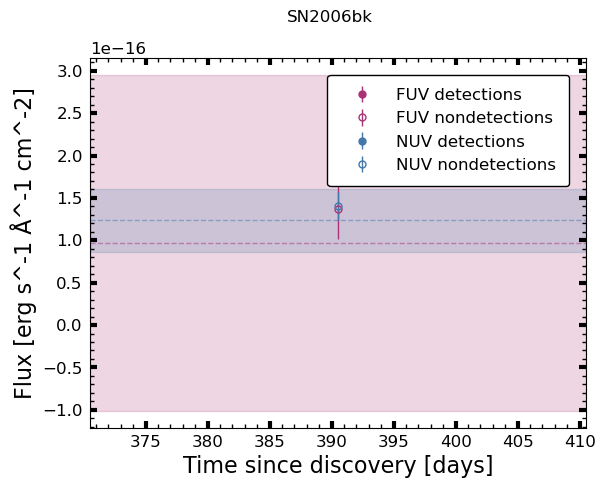 SN2006bk
1e−16
3.0
2.5
2.0
1.5
1.0
0.5
0.0
−0.5
−1.0
Flux [erg s^-1 Å^-1 cm^-2]
FUV detections
FUV nondetections
NUV detections
NUV nondetections
375 380 385 390 395 400 405 410
Time since discovery [days]